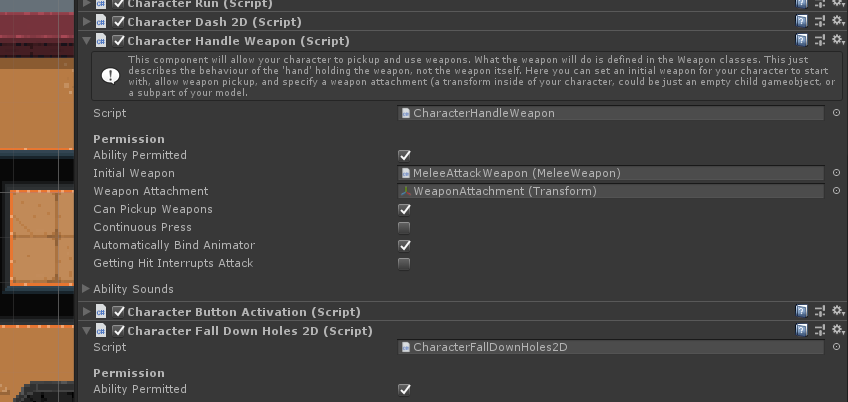 Character Run (Script)
Character Dash 2D (Script)
Character Handle Weapon (Script)
This component will allow your character to pickup and use weapons. What the weapon will do is defined in the Weapon classes. This just
describes the behaviour of the 'hand' holding the weapon, not the weapon itself. Here you can set an initial weapon for your character to start
with, allow weapon pickup, and specify a weapon attachment (a transform inside of your character, could be just an empty child gameobject, or
a subpart of your model.
Script CharacterHandleWeapon
Permission
Ability Permitted
Initial Weapon MeleeAttackWeapon (MeleeWeapon)
Weapon Attachment WeaponAttachment (Transform)
Can Pickup Weapons
Continuous Press
Automatically Bind Animator
Getting Hit Interrupts Attack
Ability Sounds
Character Button Activation (Script)
Character Fall Down Holes 2D (Script)
Script CharacterFallDownHoles2D
Permission
Ability Permitted